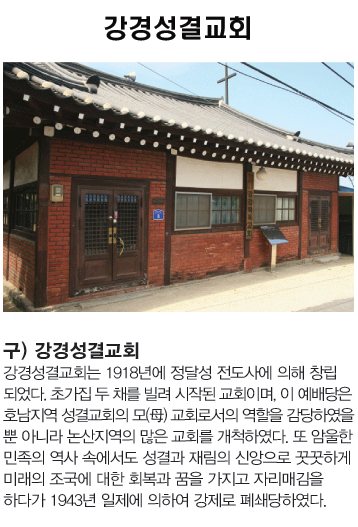 강경성결교회
구) 강경성결교회
강경성결교회는 1918년에 정달성 전도사에 의해 창립
되었다. 초가집 두 채를 빌려 시작된 교회이며, 이 예배당은
호남지역 성결교회의 모(母) 교회로서의 역할을 감당하였을
뿐 아니라 논산지역의 많은 교회를 개척하였다. 또 암울한
민족의 역사 속에서도 성결과 재림의 신앙으로 꿋꿋하게
미래의 조국에 대한 회복과 꿈을 가지고 자리매김을
하다가 1943년 일제에 의하여 강제로 폐쇄당하였다.